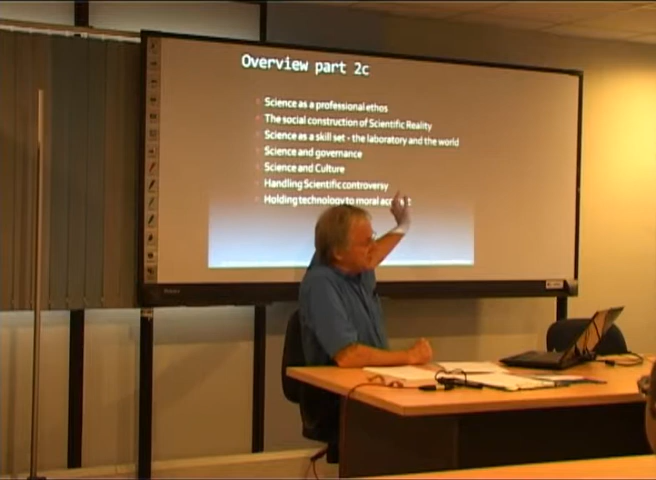 Overview part 2c
Science as a professional ethos
The social construction of Scientific Reality
Science as a skill set - the laboratory and the world
Science and governance
Science and Culture
Handling Scientific controversy
Holding technology to moral